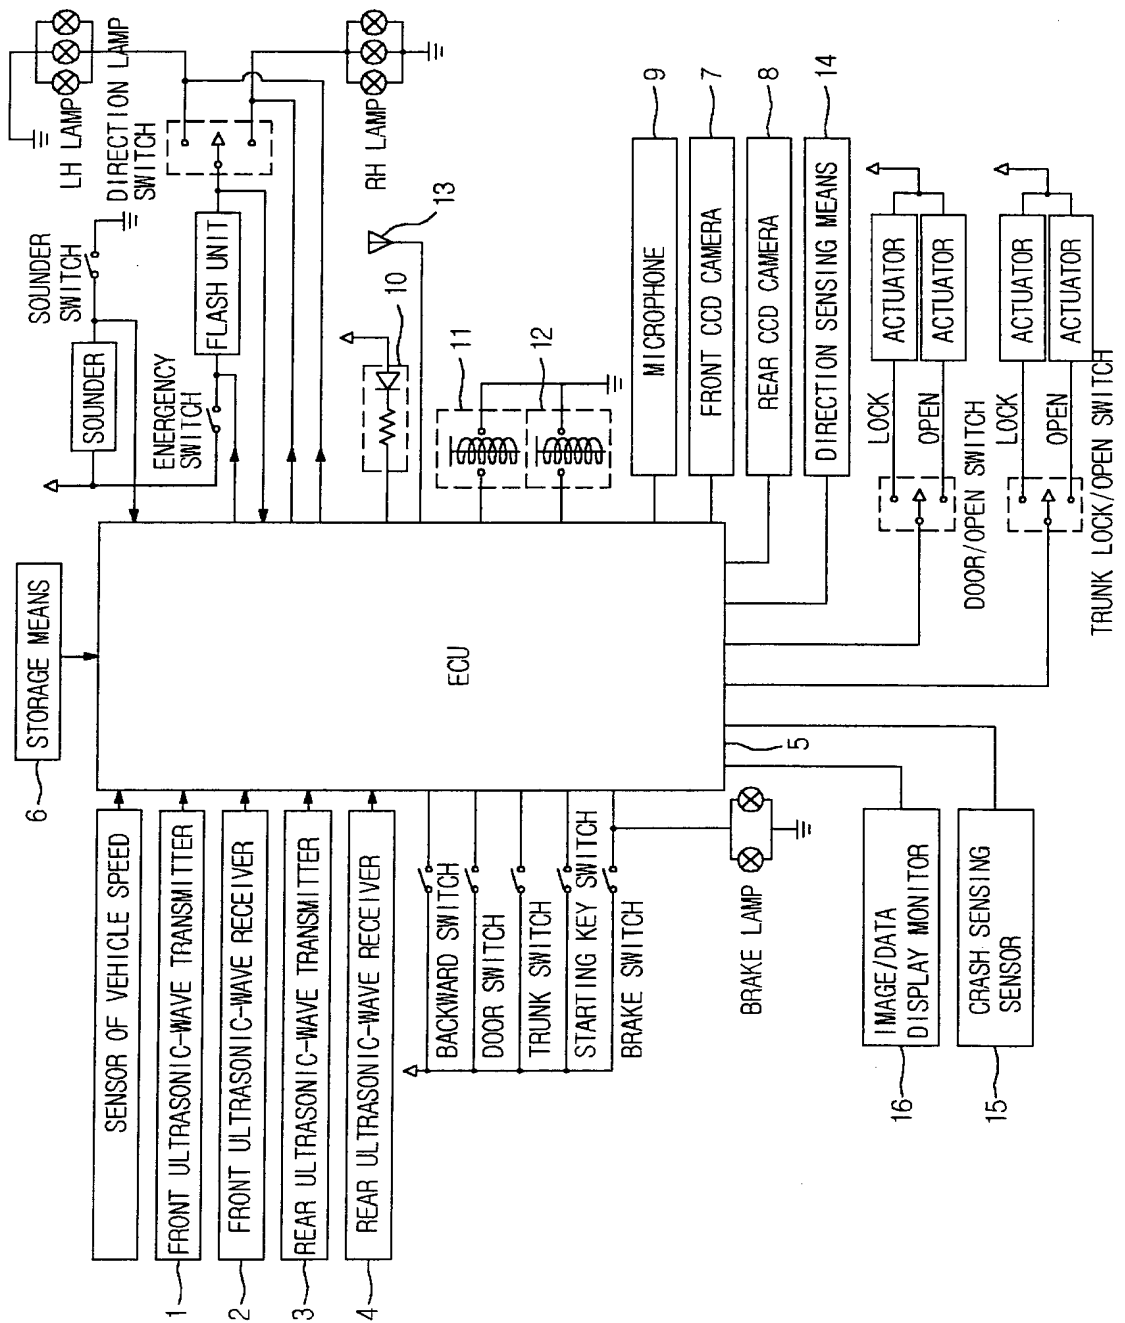 6
STORAGE MEANS
SENSOR OF VEHICLE SPEED
1
FRONT ULTRASONIC-WAVE TRANSMITTER
2
FRONT ULTRASONIC-WAVE RECEIVER
3
REAR ULTRASONIC-WAVE TRANSMITTER
4
REAR ULTRASONIC-WAVE RECEIVER
BACKWARD SWITCH
DOOR SWITCH
TRUNK SWITCH
STARTING KEY SWITCH
BRAKE SWITCH
BRAKE LAMP
16
IMAGE/DATA
DISPLAY MONITOR
15
CRASH SENSING
SENSOR
ECU
5
SOUNDER
SOUNDER
SWITCH
EMERGENCY
SWITCH
FLASH UNIT
LH LAMP
DIRECTION LAMP
SWITCH
RH LAMP
10
13
11
12
MICROPHONE
9
FRONT CCD CAMERA
7
REAR CCD CAMERA
8
DIRECTION SENSING MEANS
14
LOCK
ACTUATOR
OPEN
ACTUATOR
DOOR/OPEN SWITCH
LOCK
ACTUATOR
OPEN
ACTUATOR
TRUNK LOCK/OPEN SWITCH